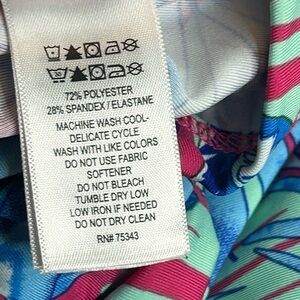 72% POLYESTER
28% SPANDEX / ELASTANE
MACHINE WASH COOL-
DELICATE CYCLE
WASH WITH LIKE COLORS
DO NOT USE FABRIC
SOFTENER
DO NOT BLEACH
TUMBLE DRY LOW
LOW IRON IF NEEDED
DO NOT DRY CLEAN
RN# 75343